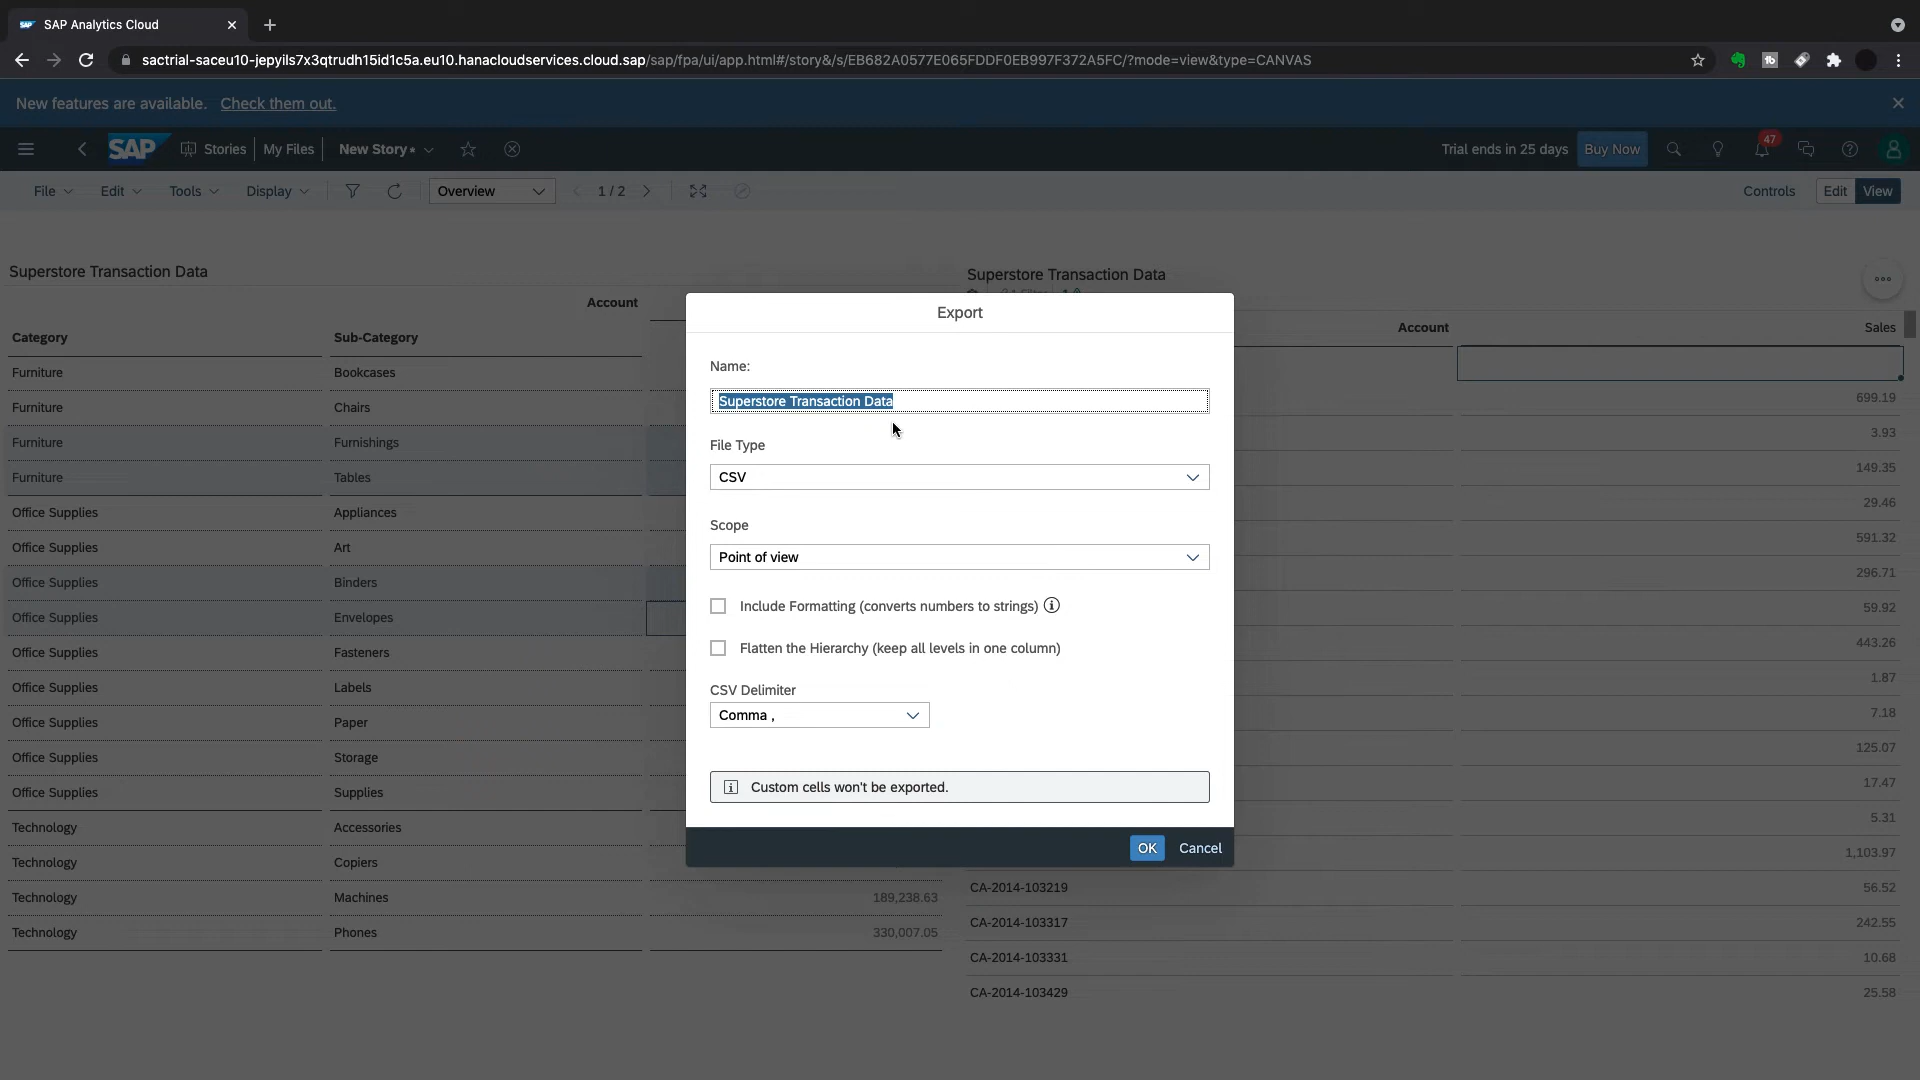 SAP Analytics Cloud
sactrial-saceu10-jepyils7x3qtrudh15id1c5a.eu10.hanacloudservices.cloud.sap/sap/fpa/ui/app.html#/story&/s/EB682A0577E065FDDF0EB997F372A5FC/?mode=view&type=CANVAS
New features are available. Check them out.
SAP Stories My Files New Story* Trial ends in 25 days Buy Now 47
File Edit Tools Display Overview 1 / 2 Controls Edit View
Superstore Transaction Data
Account
Category Sub-Category
Furniture Bookcases
Furniture Chairs
Furniture Furnishings
Furniture Tables
Office Supplies Appliances
Office Supplies Art
Office Supplies Binders
Office Supplies Envelopes
Office Supplies Fasteners
Office Supplies Labels
Office Supplies Paper
Office Supplies Storage
Office Supplies Supplies
Technology Accessories
Technology Copiers
Technology Machines 189,238.63
Technology Phones 330,007.05
Export
Name:
Superstore Transaction Data
File Type
CSV
Scope
Point of view
Include Formatting (converts numbers to strings)
Flatten the Hierarchy (keep all levels in one column)
CSV Delimiter
Comma ,
Custom cells won't be exported.
OK Cancel
Superstore Transaction Data
Account Sales
699.19
3.93
149.35
29.46
591.32
296.71
59.92
443.26
1.87
7.18
125.07
17.47
5.31
1,103.97
CA-2014-103219 56.52
CA-2014-103317 242.55
CA-2014-103331 10.68
CA-2014-103429 25.58